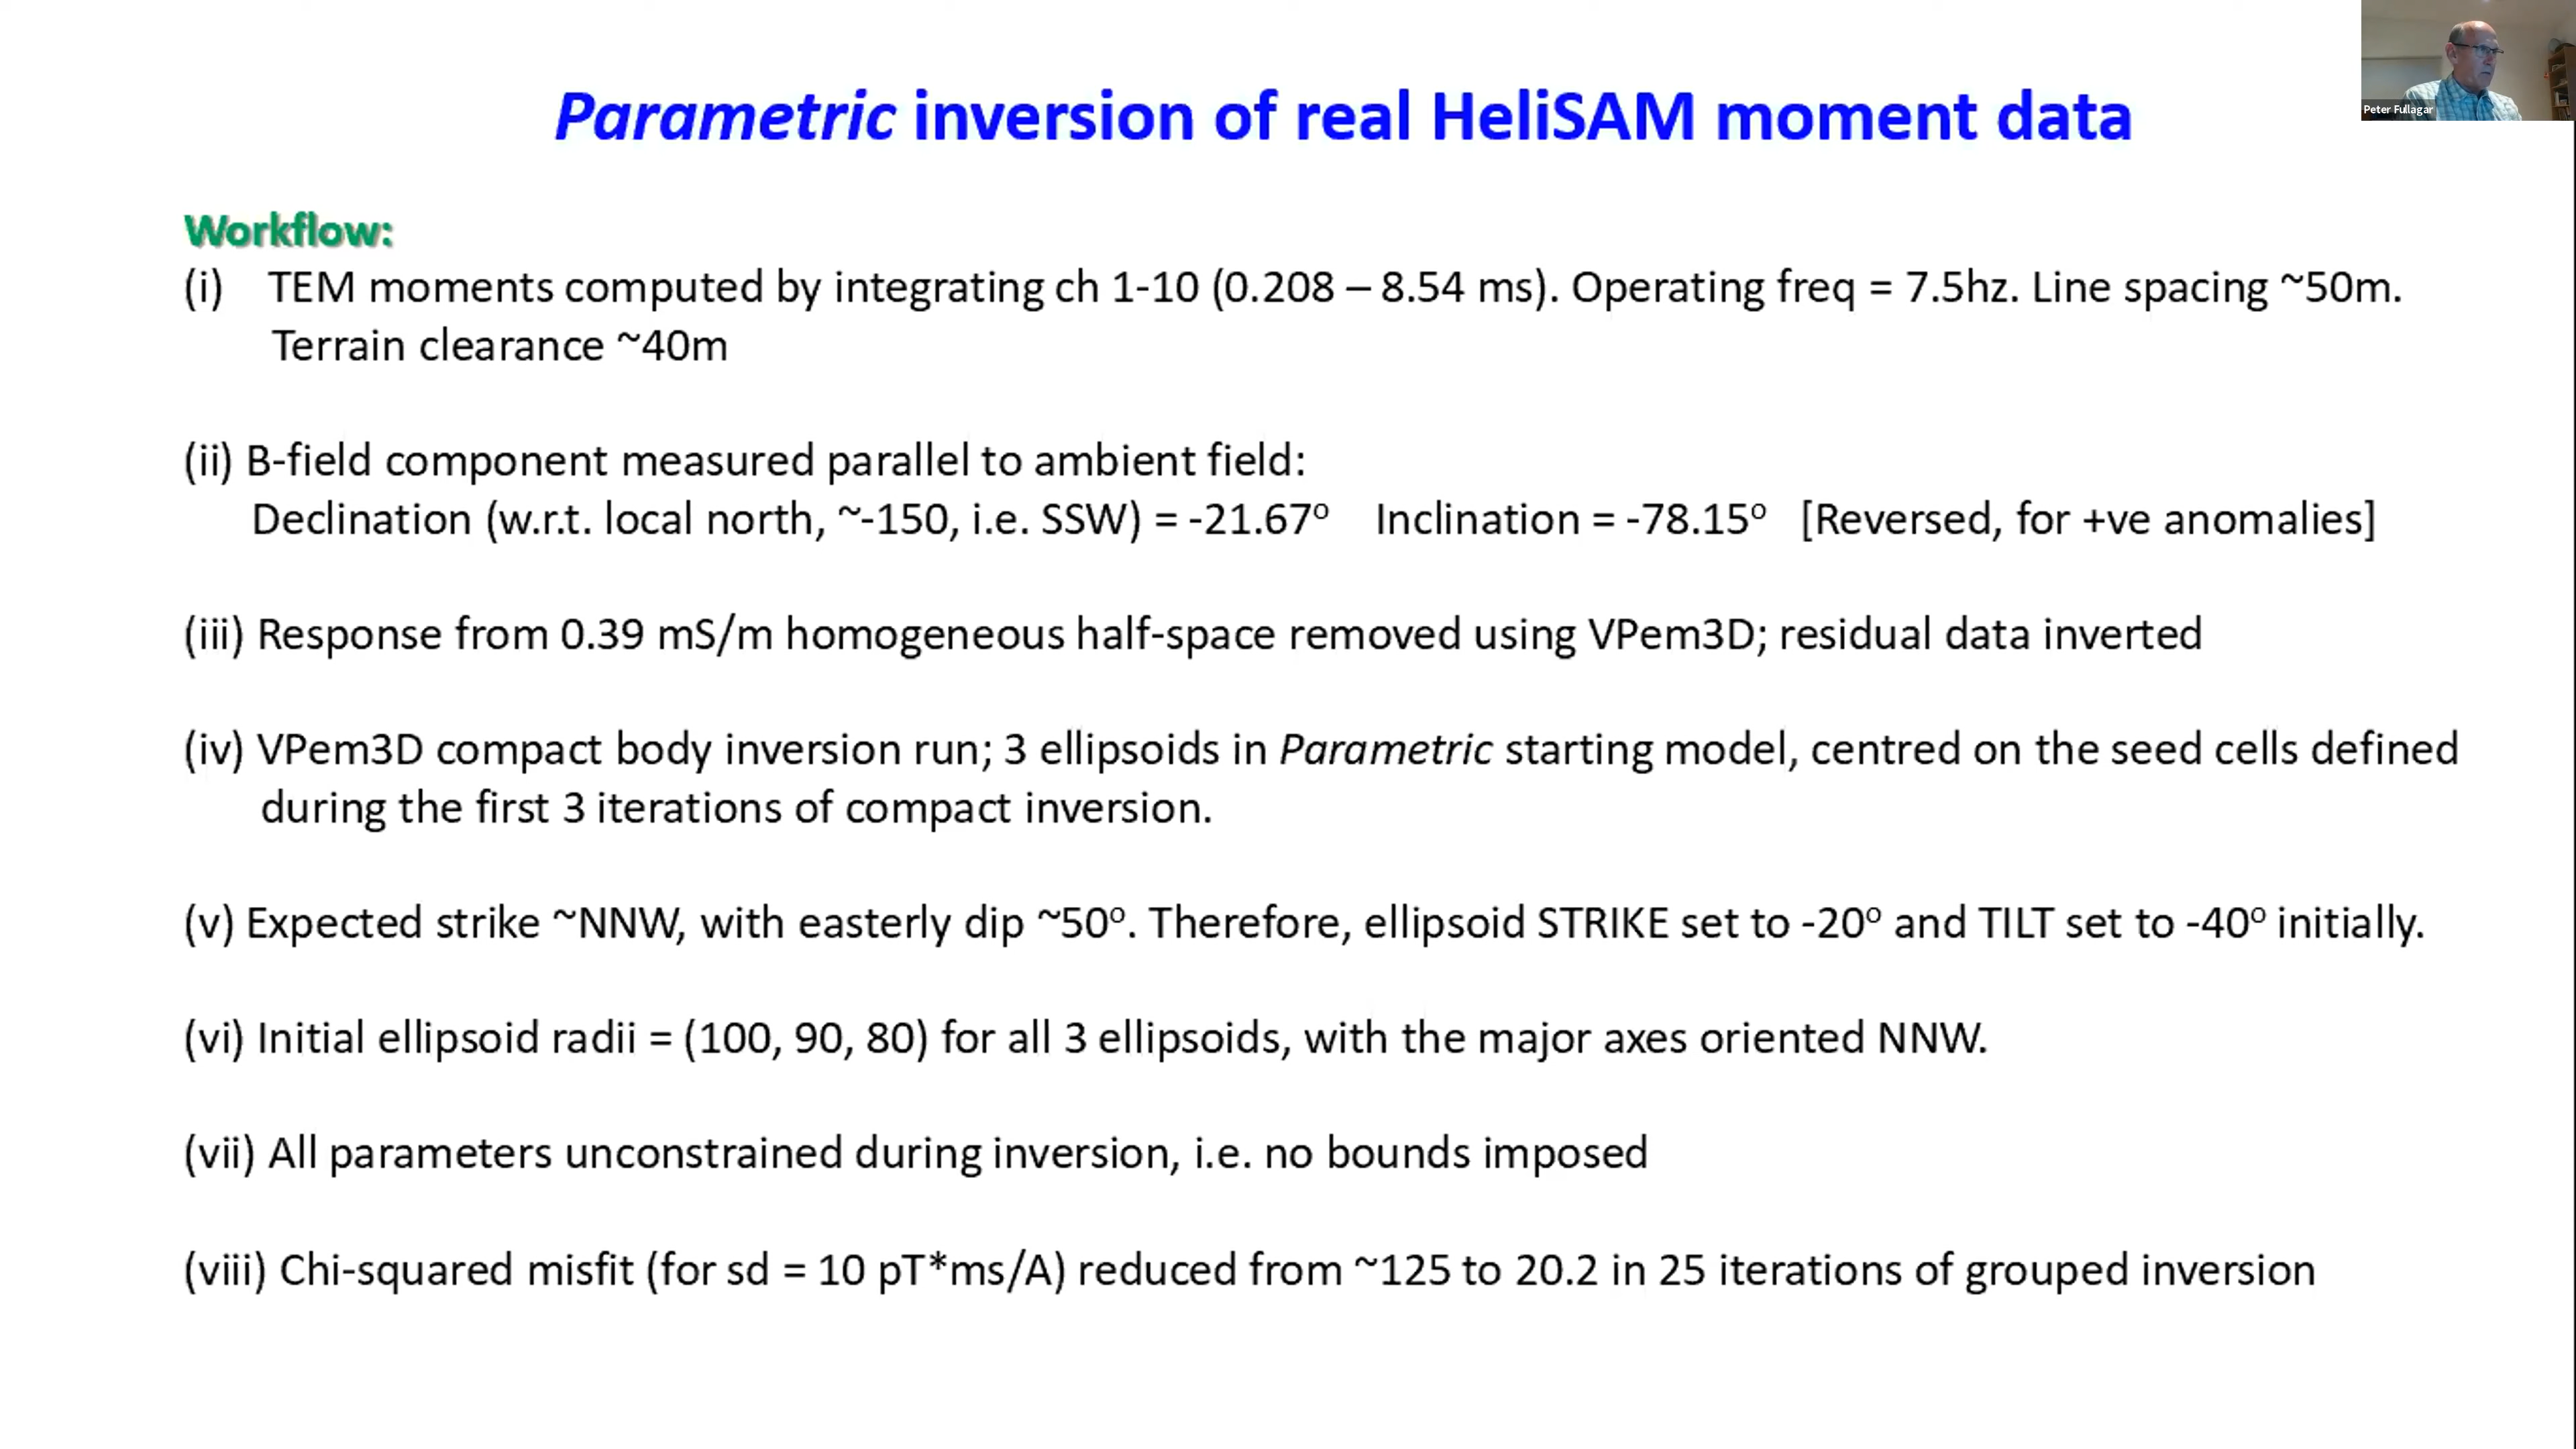 Parametric inversion of real HeliSAM moment data
Peter Fullagar
Workflow:
(i) TEM moments computed by integrating ch 1-10 (0.208 – 8.54 ms). Operating freq = 7.5hz. Line spacing ~50m.
Terrain clearance ~40m
(ii) B-field component measured parallel to ambient field:
Declination (w.r.t. local north, ~-150, i.e. SSW) = -21.67º Inclination = -78.15º [Reversed, for +ve anomalies]
(iii) Response from 0.39 mS/m homogeneous half-space removed using VPem3D; residual data inverted
(iv) VPem3D compact body inversion run; 3 ellipsoids in Parametric starting model, centred on the seed cells defined
during the first 3 iterations of compact inversion.
(v) Expected strike ~NNW, with easterly dip ~50º. Therefore, ellipsoid STRIKE set to -20º and TILT set to -40º initially.
(vi) Initial ellipsoid radii = (100, 90, 80) for all 3 ellipsoids, with the major axes oriented NNW.
(vii) All parameters unconstrained during inversion, i.e. no bounds imposed
(viii) Chi-squared misfit (for sd = 10 pT*ms/A) reduced from ~125 to 20.2 in 25 iterations of grouped inversion